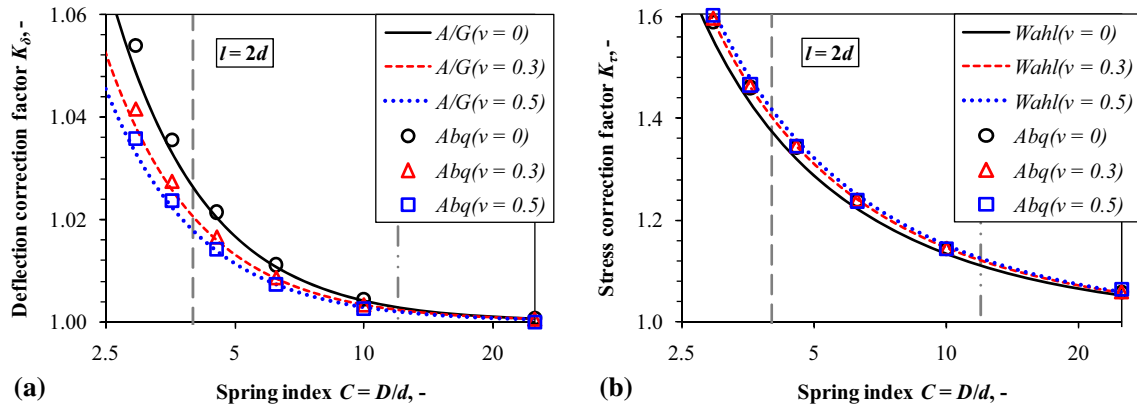 Deflection correction factor Kδ,-
1.06
1.04
1.02
1.00
2.5
5
10
20
l = 2d
A/G(ν = 0)
A/G(ν = 0.3)
A/G(ν = 0.5)
Abq(ν = 0)
Abq(ν = 0.3)
Abq(ν = 0.5)
(a)
Spring index C = D/d, -
Stress correction factor Kτ, -
1.6
1.4
1.2
1.0
2.5
5
10
20
l = 2d
Wahl(ν = 0)
Wahl(ν = 0.3)
Wahl(ν = 0.5)
Abq(ν = 0)
Abq(ν = 0.3)
Abq(ν = 0.5)
(b)
Spring index C = D/d, -